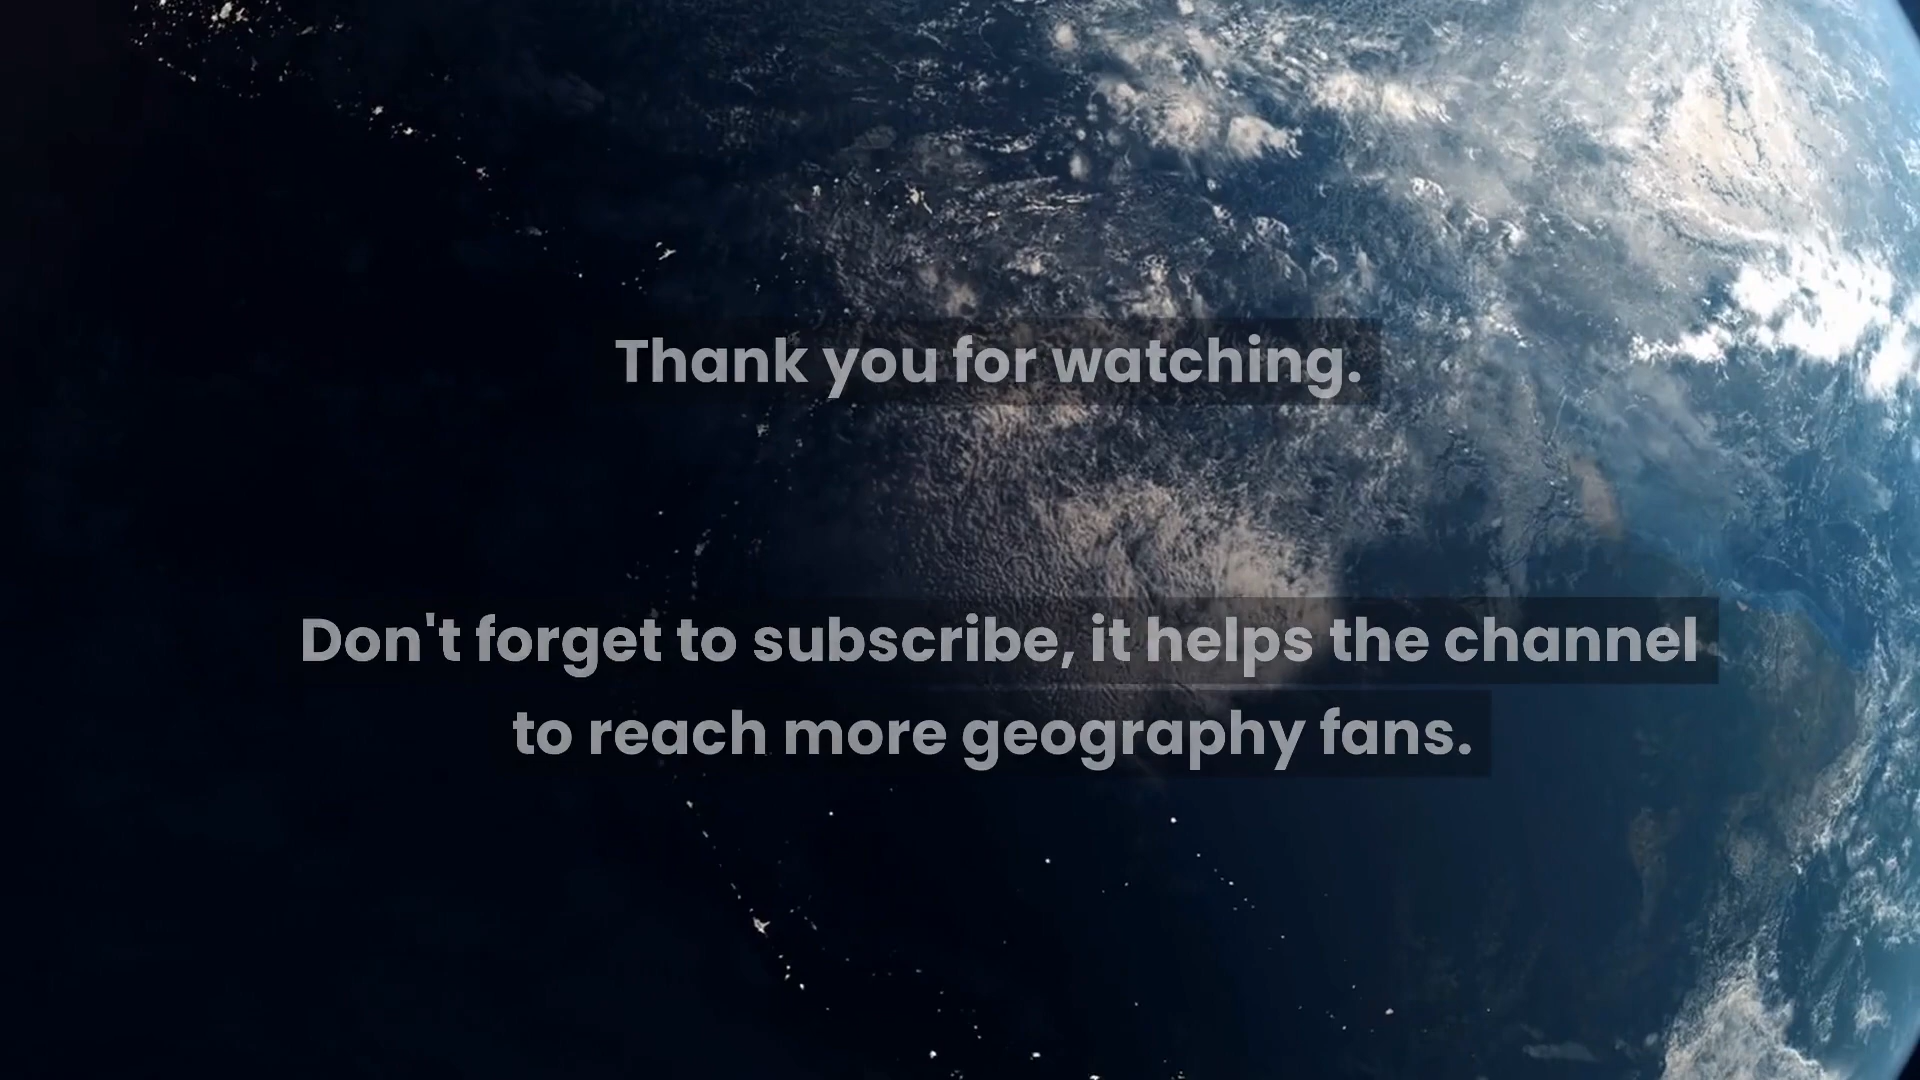 Thank you for watching.
Don't forget to subscribe, it helps the channel
to reach more geography fans.